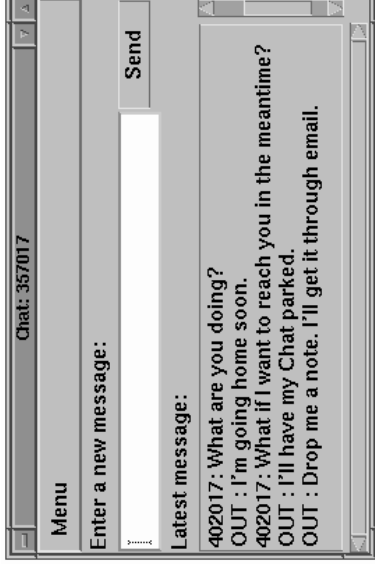 Chat: 357017
Menu
Enter a new message:
Send
Latest message:
402017: What are you doing?
OUT : I'm going home soon.
402017: What if I want to reach you in the meantime?
OUT : I'll have my Chat parked.
OUT : Drop me a note. I'll get it through email.